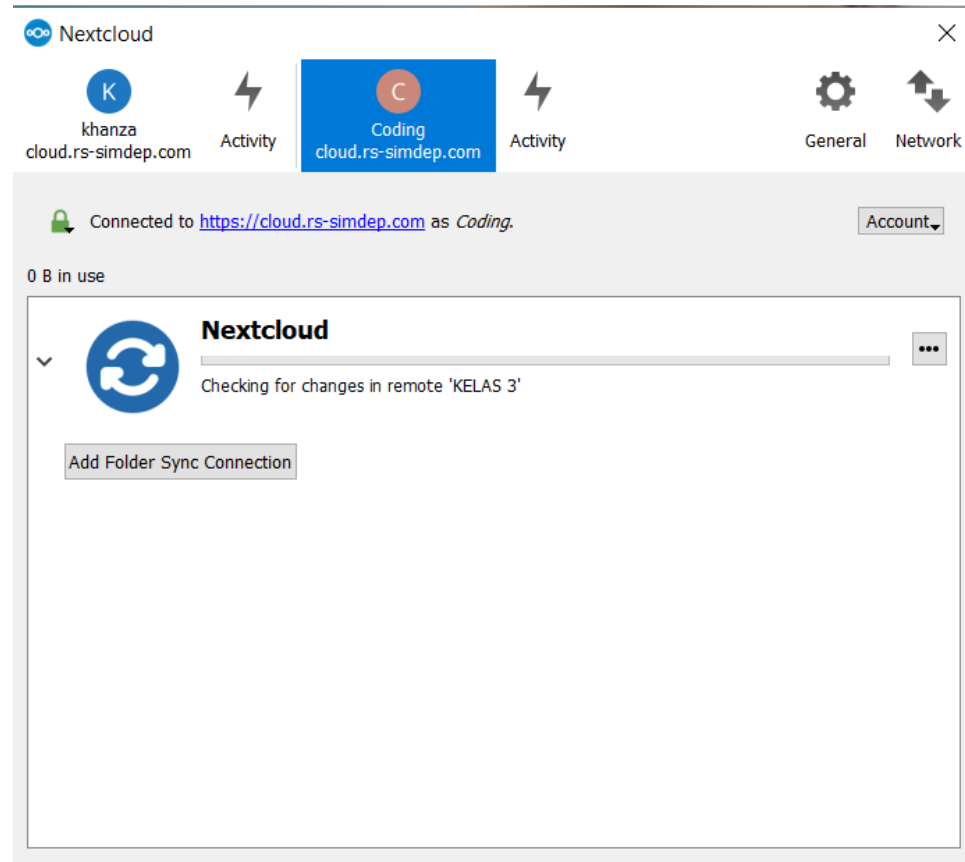 Nextcloud
K
khanza
cloud.rs-simdep.com
Activity
C
Coding
cloud.rs-simdep.com
Activity
General
Network
Connected to https://cloud.rs-simdep.com as Coding.
Account
0 B in use
Nextcloud
Checking for changes in remote 'KELAS 3'
Add Folder Sync Connection